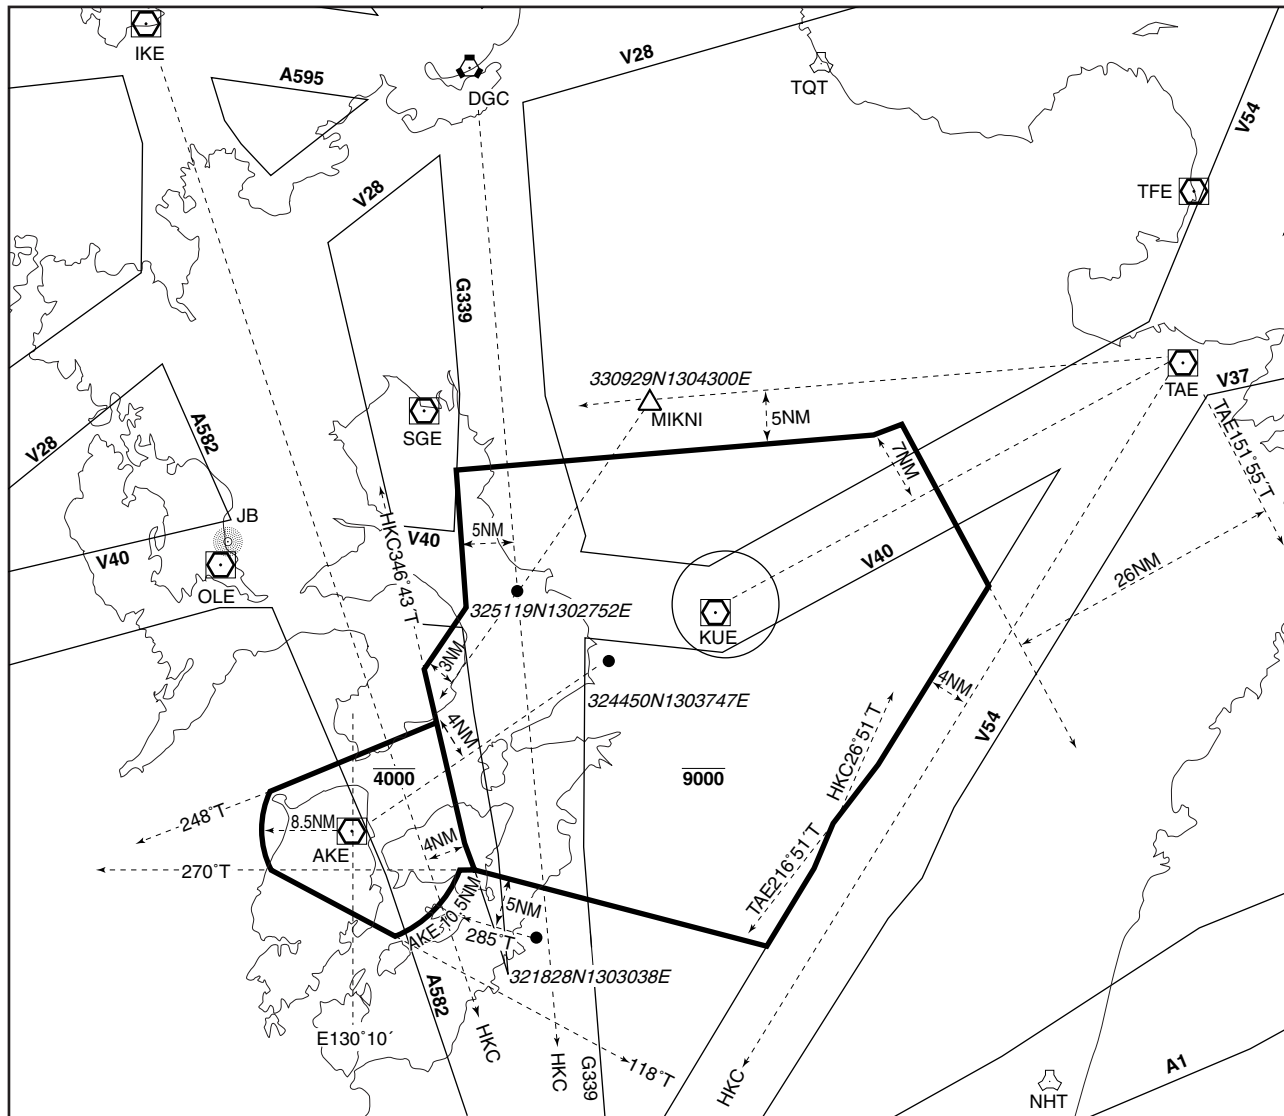 IKE
A595
DGC
V28
TQT
V54
TFE
V28
G339
330929N1304300E
MIKNI
TAE
V37
SGE
5NM
V28
A582
TAE151°55´T
7NM
JB
HKC346°43´T
V40
5NM
V40
V40
26NM
OLE
325119N1302752E
KUE
3NM
324450N1303747E
4NM
4NM
V54
4000
9000
HKC26°51´T
248°T
8.5NM
AKE
4NM
270°T
TAE216°51´T
AKE 10.5NM
5NM
285°T
321828N1303038E
A582
E130°10´
HKC
HKC
G339
118°T
HKC
A1
NHT